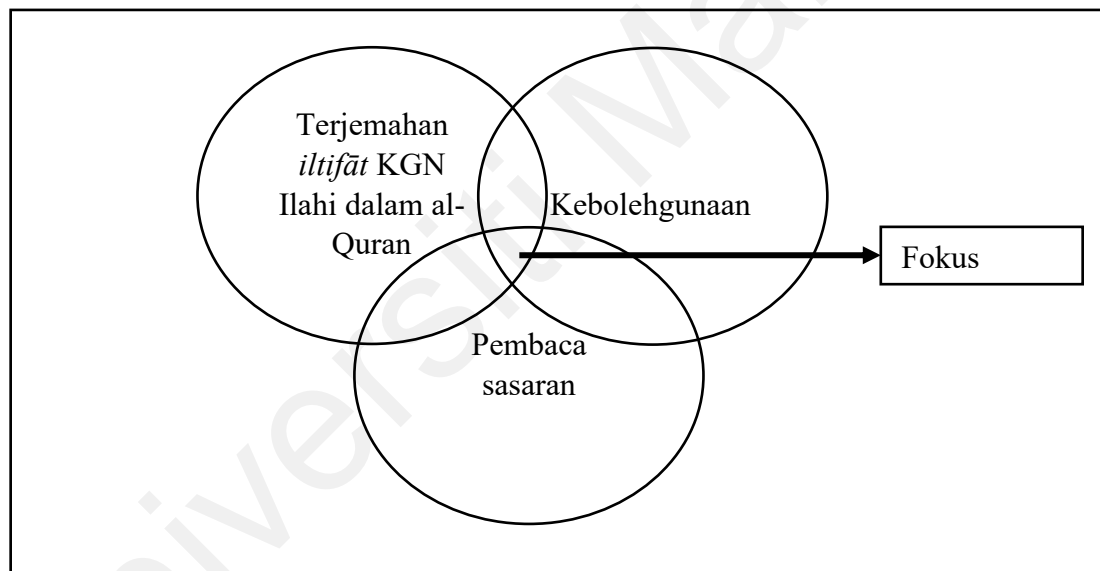 Terjemahan
iltifāt KGN
Ilahi dalam al-
Quran
Kebolehgunaan
Fokus
Pembaca
sasaran